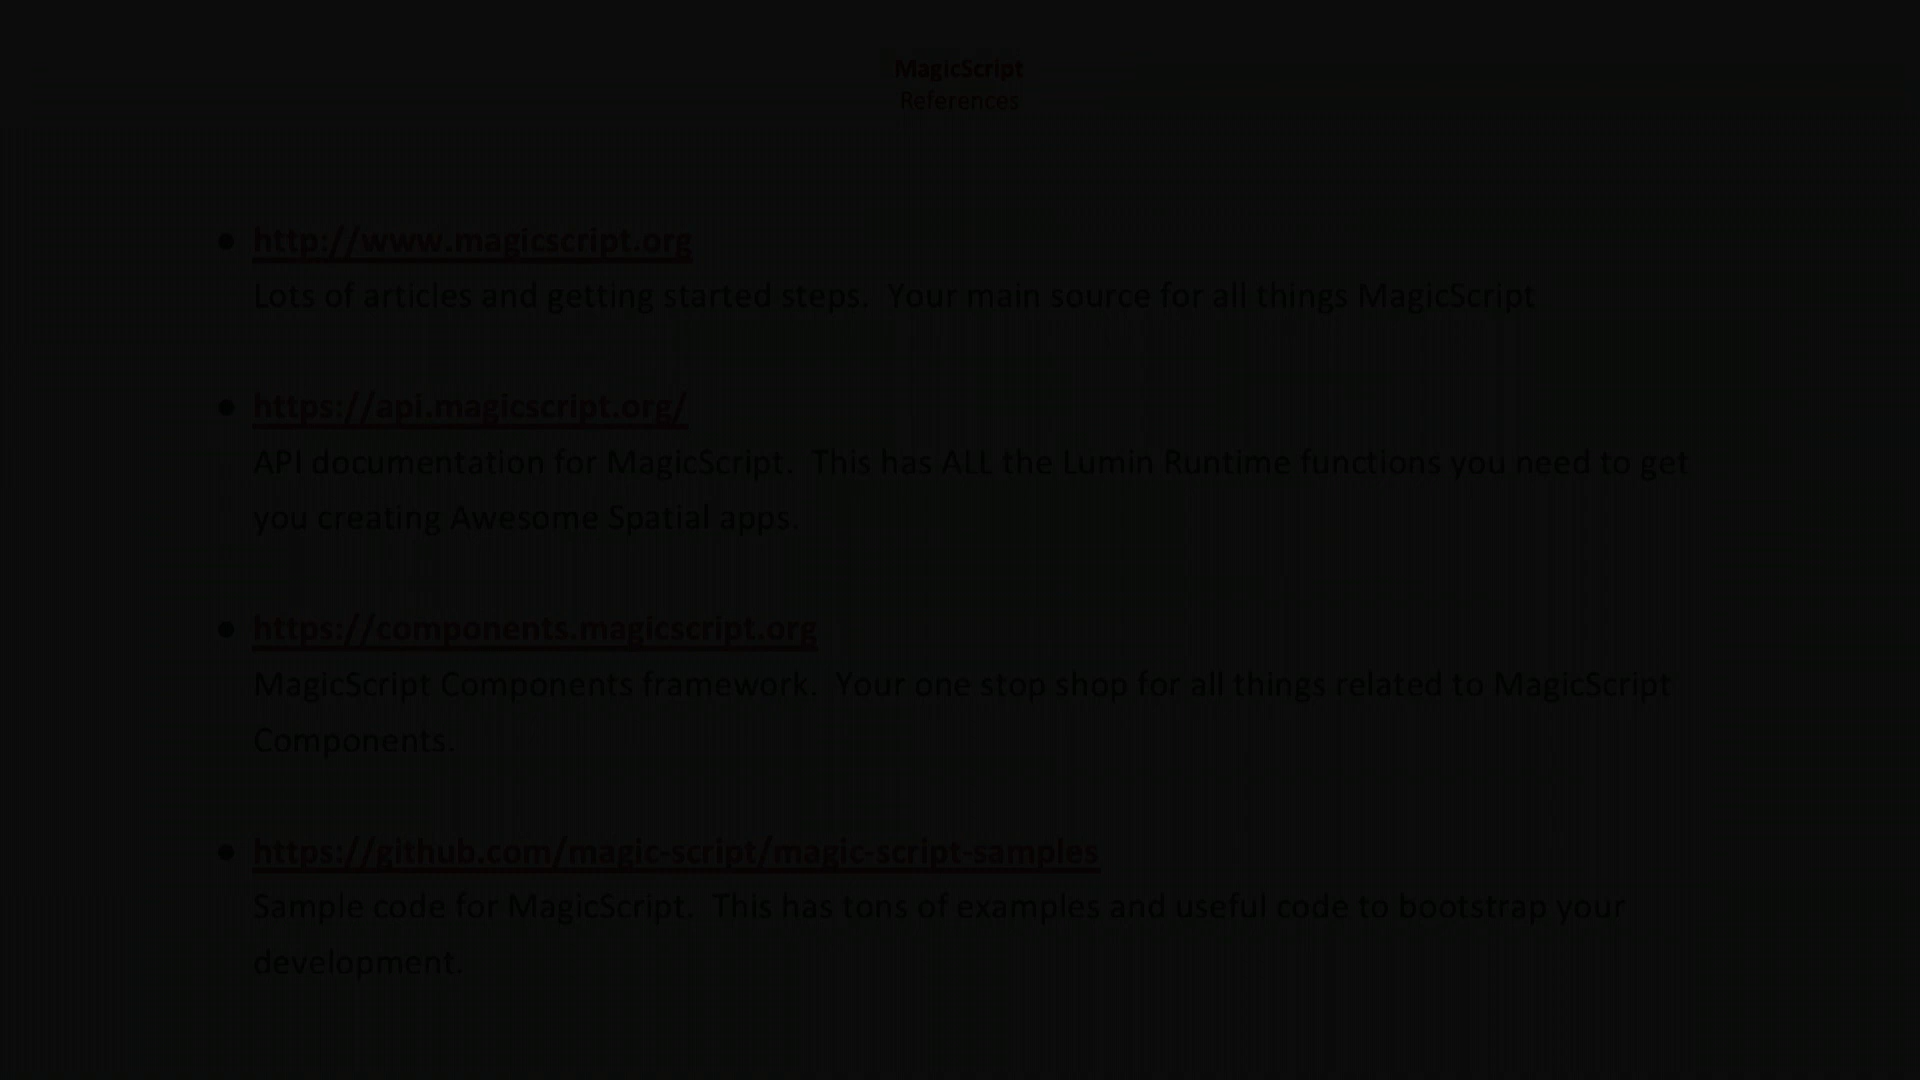 MagicScript
References
● http://www.magicscript.org
Lots of articles and getting started steps.  Your main source for all things MagicScript
● https://api.magicscript.org/
API documentation for MagicScript.  This has ALL the Lumin Runtime functions you need to get
you creating Awesome Spatial apps.
● https://components.magicscript.org
MagicScript Components framework.  Your one stop shop for all things related to MagicScript
Components.
● https://github.com/magic-script/magic-script-samples
Sample code for MagicScript.  This has tons of examples and useful code to bootstrap your
development.